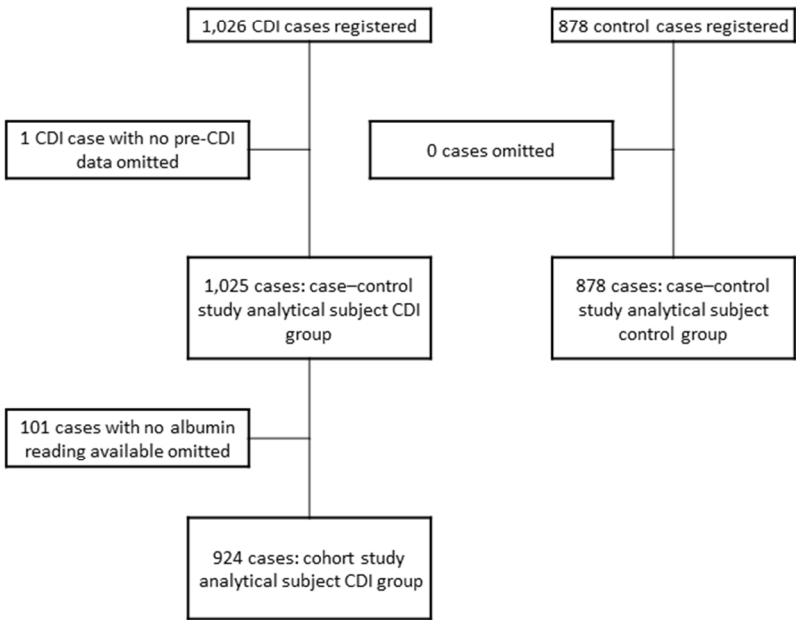 1,026 CDI cases registered
878 control cases registered
1 CDI case with no pre-CDI
data omitted
0 cases omitted
1,025 cases: case–control
study analytical subject CDI
group
878 cases: case–control
study analytical subject
control group
101 cases with no albumin
reading available omitted
924 cases: cohort study
analytical subject CDI group